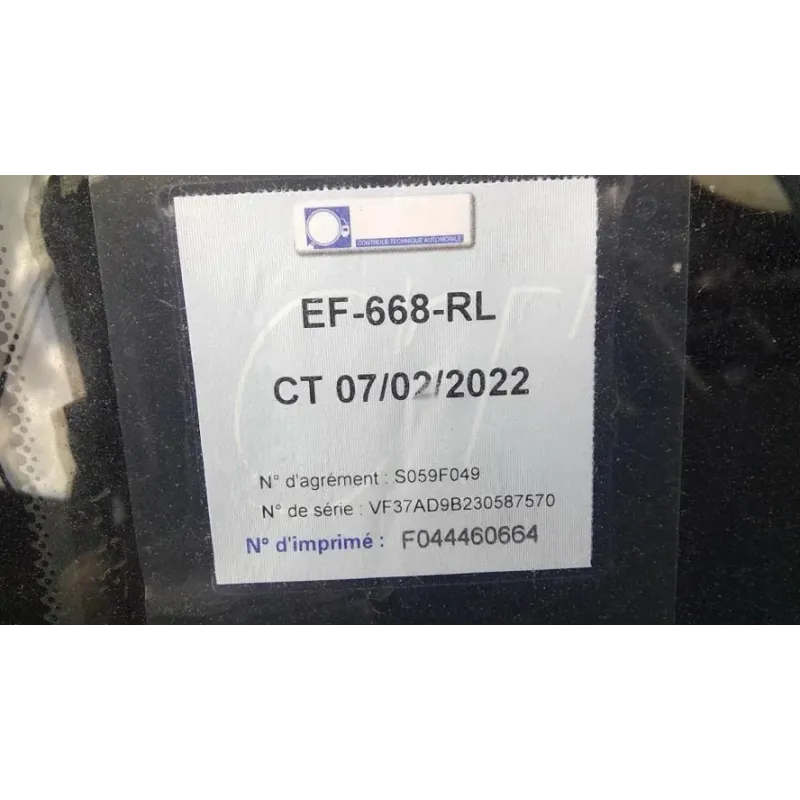 CONTROLE TECHNIQUE AUTOMOBILE
EF-668-RL
CT 07/02/2022
N° d'agrément : S059F049
N° de série : VF37AD9B230587570
N° d'imprimé : F044460664